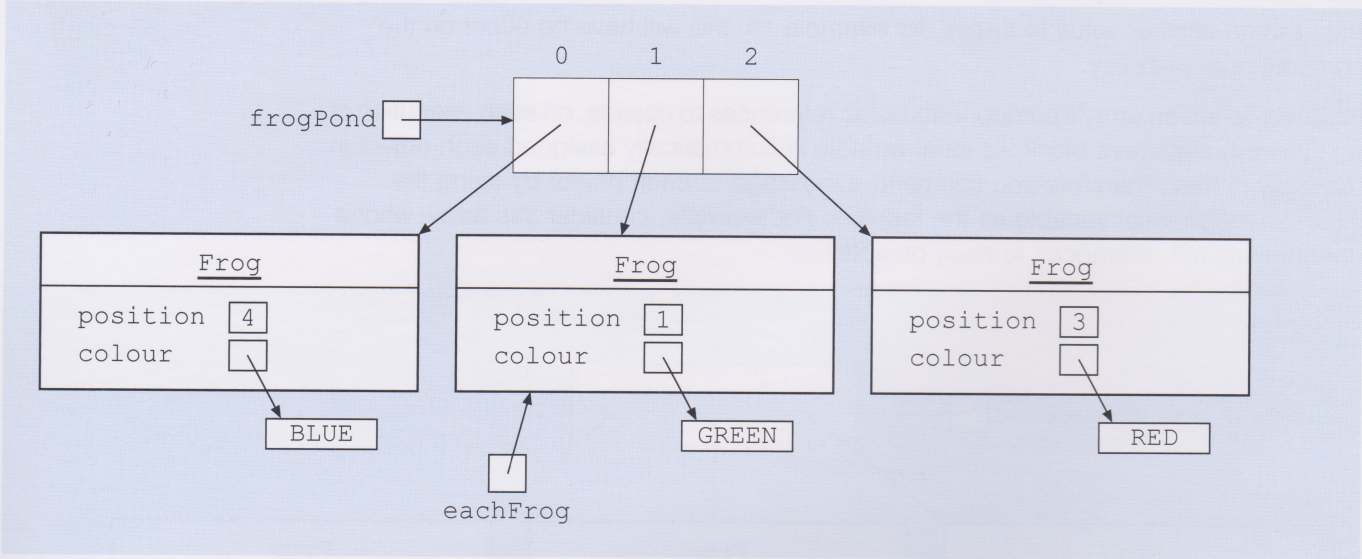 0 1 2
frogPond
Frog
position 4
colour
BLUE
Frog
position 1
colour
GREEN
Frog
position 3
colour
RED
eachFrog